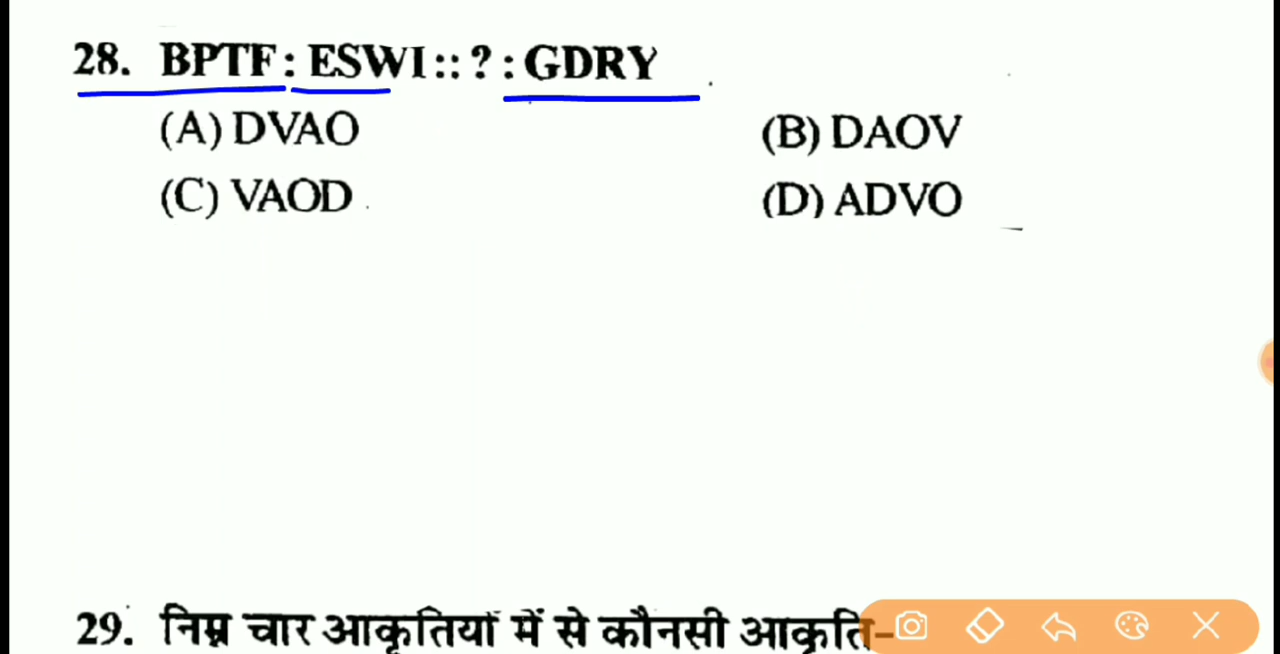 28. BPTF : ESWI :: ? : GDRY
(A) DVAO (B) DAOV
(C) VAOD (D) ADVO
29. निम्न चार आकृतियों में से कौनसी आकृति–